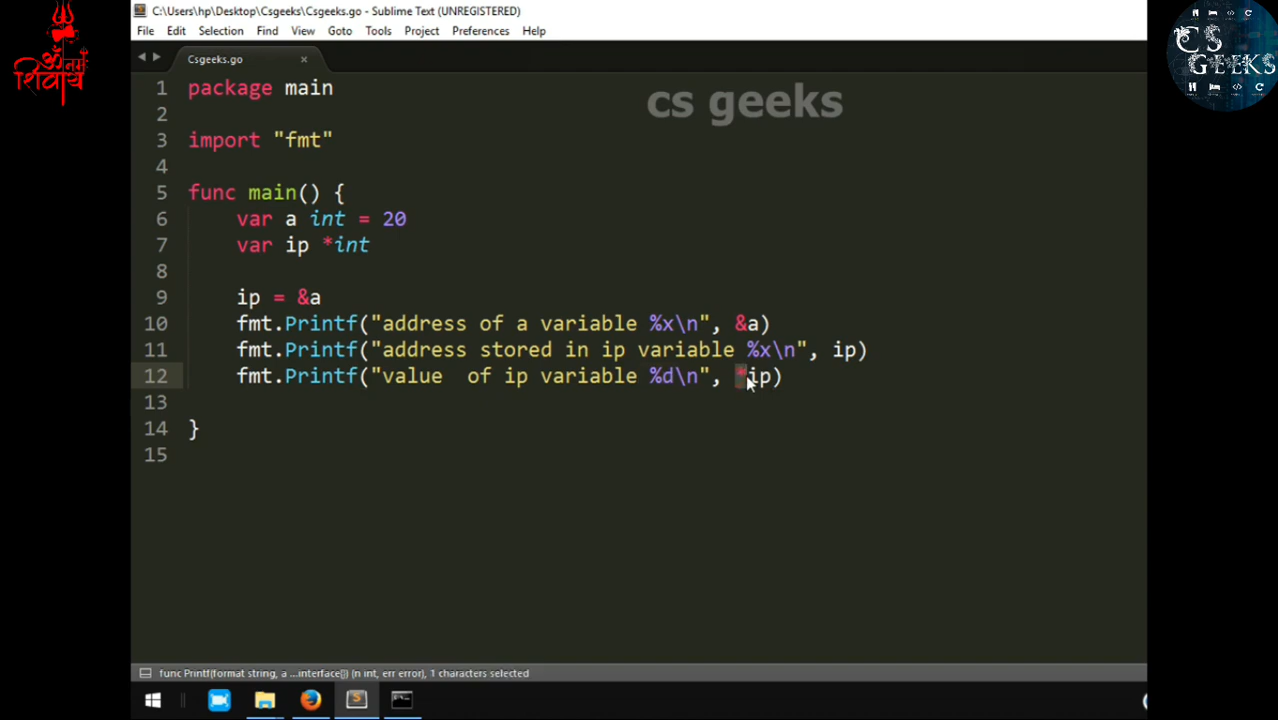 C:\Users\hp\Desktop\Csgeeks\Csgeeks.go - Sublime Text (UNREGISTERED)
File Edit Selection Find View Goto Tools Project Preferences Help
Csgeeks.go
ॐ नमः
शिवाय
CS
GEEKS
cs geeks
1 package main
2
3 import "fmt"
4
5 func main() {
6 var a int = 20
7 var ip *int
8
9 ip = &a
10 fmt.Printf("address of a variable %x\n", &a)
11 fmt.Printf("address stored in ip variable %x\n", ip)
12 fmt.Printf("value  of ip variable %d\n", *ip)
13
14 }
15
func Printf(format string, a ...interface{}) (n int, err error), 1 characters selected